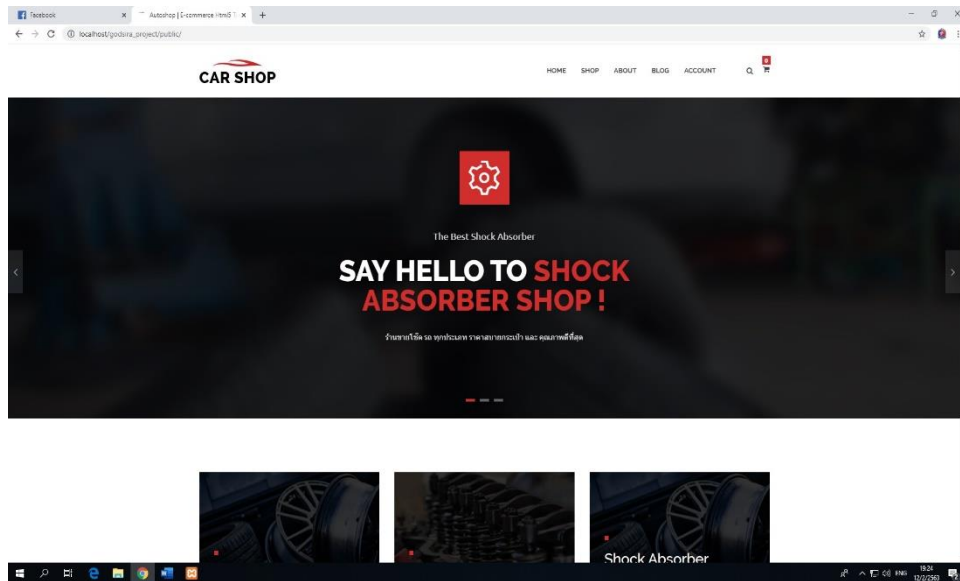 Facebook
Autoshop | E-commerce Html5 T
localhost/godsira_project/public/
CAR SHOP
HOME SHOP ABOUT BLOG ACCOUNT
0
The Best Shock Absorber
SAY HELLO TO SHOCK
ABSORBER SHOP !
ร้านขายโช๊ค รถ ทุกประเภท ราคาสบายกระเป๋า และ คุณภาพดีที่สุด
Shock Absorber
ENG
19:24
12/2/2563